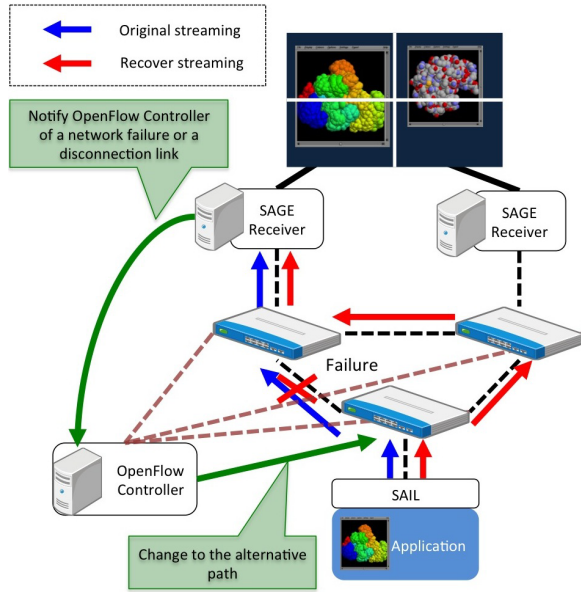 Original streaming
Recover streaming
Notify OpenFlow Controller
of a network failure or a
disconnection link
SAGE
Receiver
SAGE
Receiver
Failure
OpenFlow
Controller
SAIL
Application
Change to the alternative
path